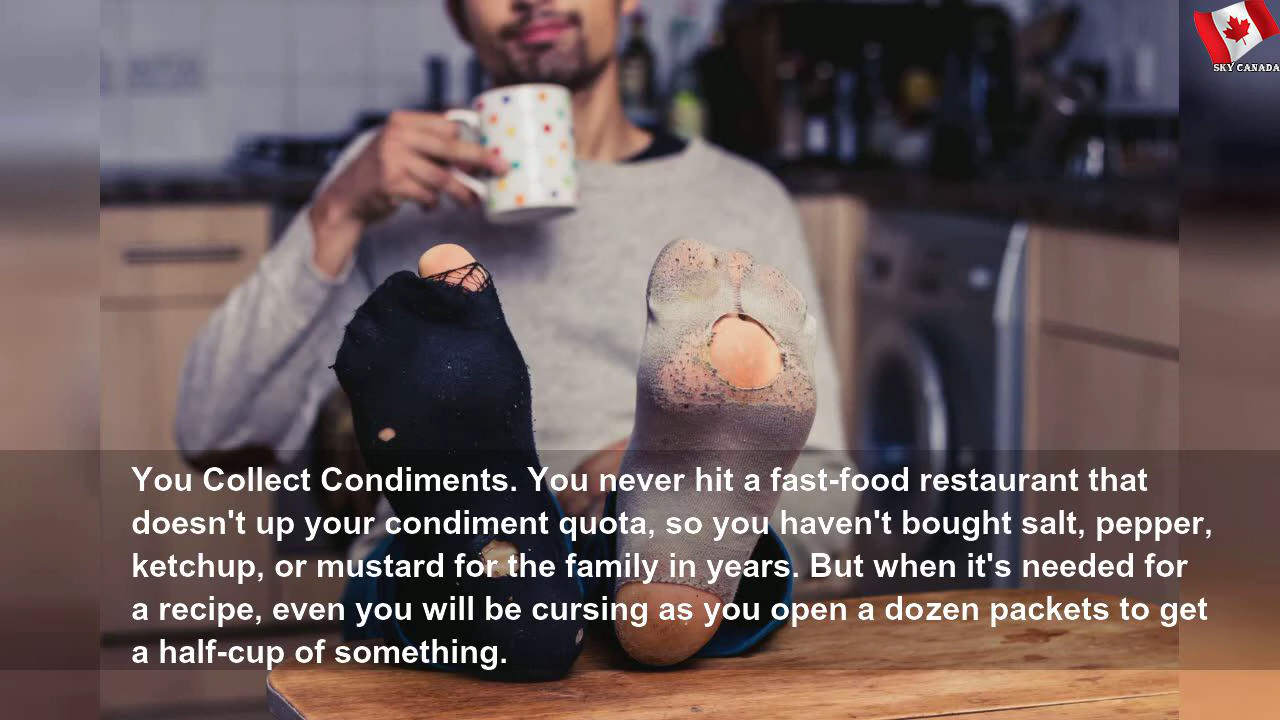 SKY CANADA
You Collect Condiments. You never hit a fast-food restaurant that
doesn't up your condiment quota, so you haven't bought salt, pepper,
ketchup, or mustard for the family in years. But when it's needed for
a recipe, even you will be cursing as you open a dozen packets to get
a half-cup of something.